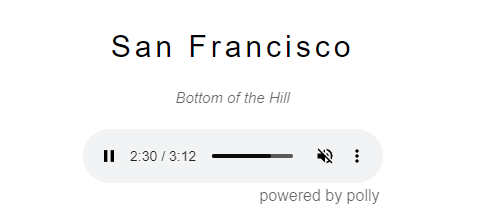 San Francisco
Bottom of the Hill
2:30 / 3:12
powered by polly